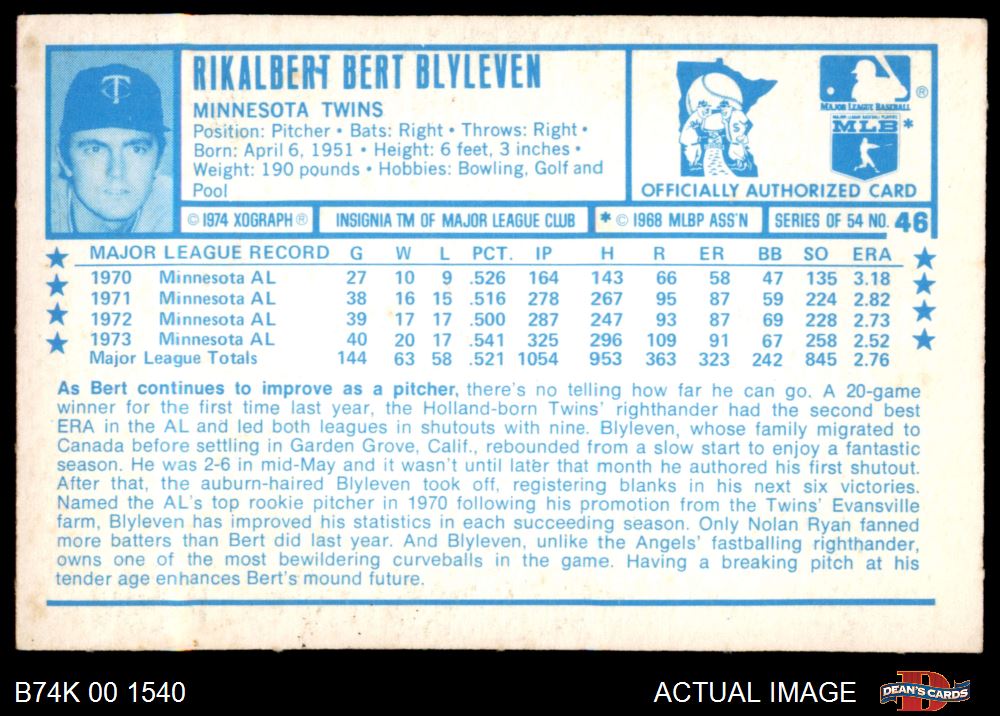 RIKALBERT BERT BLYLEVEN
MINNESOTA TWINS
Position: Pitcher • Bats: Right • Throws: Right •
Born: April 6, 1951 • Height: 6 feet, 3 inches •
Weight: 190 pounds • Hobbies: Bowling, Golf and
Pool
TC
MAJOR LEAGUE BASEBALL ®
MAJOR LEAGUE BASEBALL PLAYERS
MLB *
OFFICIALLY AUTHORIZED CARD
© 1974 XOGRAPH ® INSIGNIA TM OF MAJOR LEAGUE CLUB * © 1968 MLBP ASS'N SERIES OF 54 NO. 46
MAJOR LEAGUE RECORD G W L PCT. IP H R ER BB SO ERA
1970 Minnesota AL 27 10 9 .526 164 143 66 58 47 135 3.18
1971 Minnesota AL 38 16 15 .516 278 267 95 87 59 224 2.82
1972 Minnesota AL 39 17 17 .500 287 247 93 87 69 228 2.73
1973 Minnesota AL 40 20 17 .541 325 296 109 91 67 258 2.52
Major League Totals 144 63 58 .521 1054 953 363 323 242 845 2.76
As Bert continues to improve as a pitcher, there's no telling how far he can go. A 20-game
winner for the first time last year, the Holland-born Twins' righthander had the second best
ERA in the AL and led both leagues in shutouts with nine. Blyleven, whose family migrated to
Canada before settling in Garden Grove, Calif., rebounded from a slow start to enjoy a fantastic
season. He was 2-6 in mid-May and it wasn't until later that month he authored his first shutout.
After that, the auburn-haired Blyleven took off, registering blanks in his next six victories.
Named the AL's top rookie pitcher in 1970 following his promotion from the Twins' Evansville
farm, Blyleven has improved his statistics in each succeeding season. Only Nolan Ryan fanned
more batters than Bert did last year. And Blyleven, unlike the Angels' fastballing righthander,
owns one of the most bewildering curveballs in the game. Having a breaking pitch at his
tender age enhances Bert's mound future.
B74K 00 1540 ACTUAL IMAGE DEAN'S CARDS